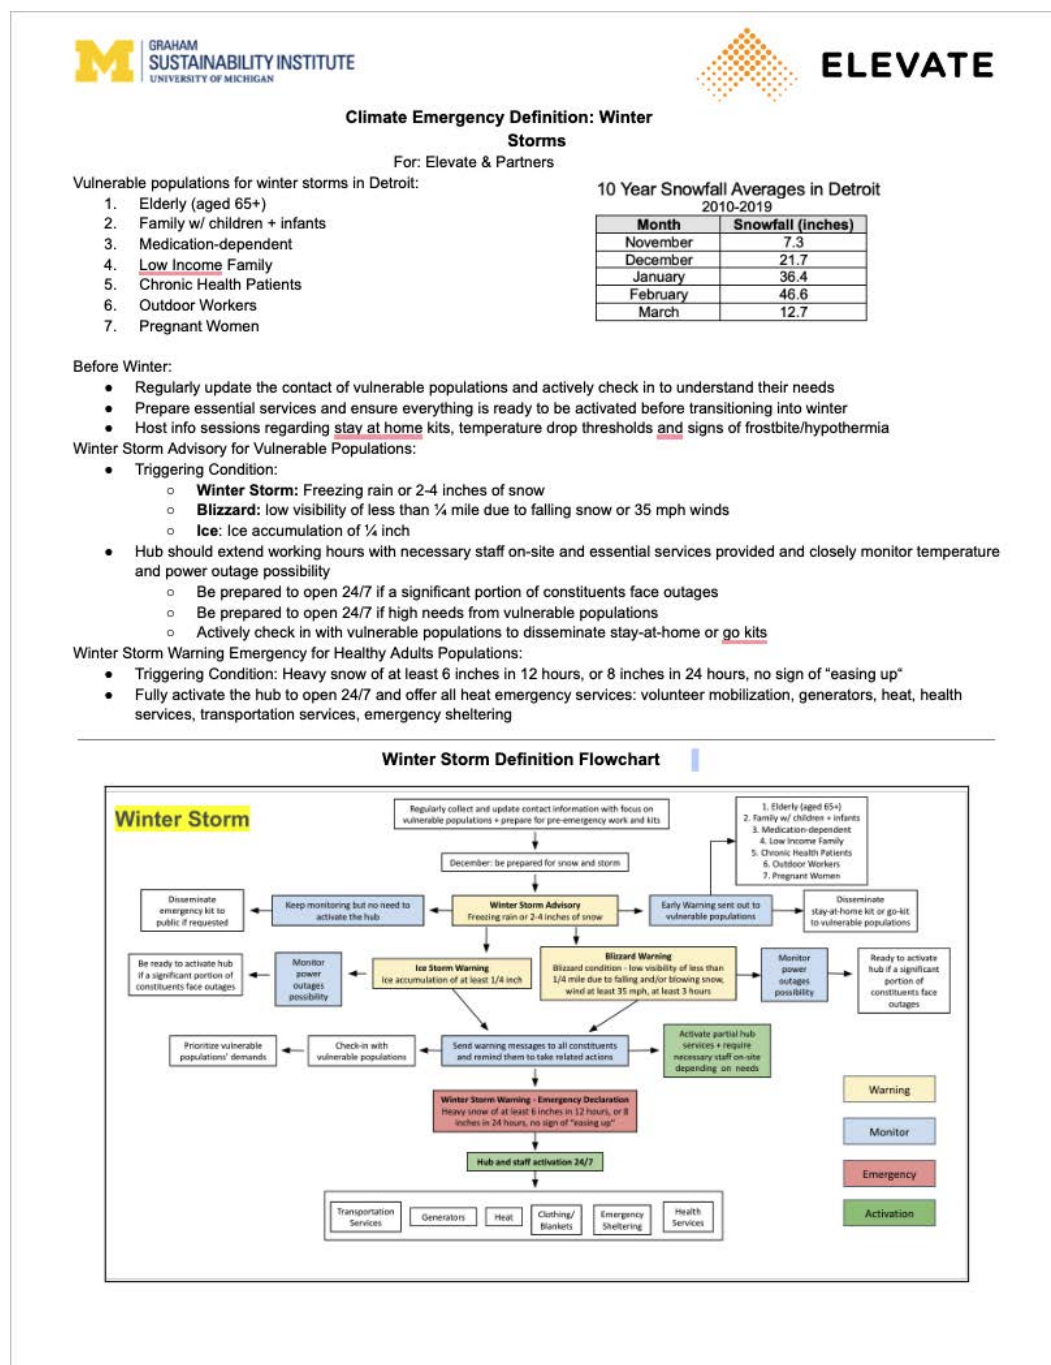 GRAHAM
SUSTAINABILITY INSTITUTE
UNIVERSITY OF MICHIGAN
ELEVATE
Climate Emergency Definition: Winter
Storms
For: Elevate & Partners
Vulnerable populations for winter storms in Detroit:
1. Elderly (aged 65+)
2. Family w/ children + infants
3. Medication-dependent
4. Low Income Family
5. Chronic Health Patients
6. Outdoor Workers
7. Pregnant Women
10 Year Snowfall Averages in Detroit
2010-2019
Month Snowfall (inches)
November 7.3
December 21.7
January 36.4
February 46.6
March 12.7
Before Winter:
● Regularly update the contact of vulnerable populations and actively check in to understand their needs
● Prepare essential services and ensure everything is ready to be activated before transitioning into winter
● Host info sessions regarding stay at home kits, temperature drop thresholds and signs of frostbite/hypothermia
Winter Storm Advisory for Vulnerable Populations:
● Triggering Condition:
○ Winter Storm: Freezing rain or 2-4 inches of snow
○ Blizzard: low visibility of less than ¼ mile due to falling snow or 35 mph winds
○ Ice: Ice accumulation of ¼ inch
● Hub should extend working hours with necessary staff on-site and essential services provided and closely monitor temperature
and power outage possibility
○ Be prepared to open 24/7 if a significant portion of constituents face outages
○ Be prepared to open 24/7 if high needs from vulnerable populations
○ Actively check in with vulnerable populations to disseminate stay-at-home or go kits
Winter Storm Warning Emergency for Healthy Adults Populations:
● Triggering Condition: Heavy snow of at least 6 inches in 12 hours, or 8 inches in 24 hours, no sign of "easing up"
● Fully activate the hub to open 24/7 and offer all heat emergency services: volunteer mobilization, generators, heat, health
services, transportation services, emergency sheltering
Winter Storm Definition Flowchart
Winter Storm
Regularly collect and update contact information with focus on
vulnerable populations + prepare for pre-emergency work and kits
December: be prepared for snow and storm
1. Elderly (aged 65+)
2. Family w/ children + infants
3. Medication-dependent
4. Low Income Family
5. Chronic Health Patients
6. Outdoor Workers
7. Pregnant Women
Disseminate
emergency kit to
public if requested
Keep monitoring but no need to
activate the hub
Winter Storm Advisory
Freezing rain or 2-4 inches of snow
Early Warning sent out to
vulnerable populations
Disseminate
stay-at-home kit or go-kit
to vulnerable populations
Be ready to activate hub
if a significant portion of
constituents face outages
Monitor
power
outages
possibility
Ice Storm Warning
Ice accumulation of at least 1/4 inch
Blizzard Warning
Blizzard condition - low visibility of less than
1/4 mile due to falling and/or blowing snow,
wind at least 35 mph, at least 3 hours
Monitor
power
outages
possibility
Ready to activate
hub if a significant
portion of
constituents face
outages
Prioritize vulnerable
populations' demands
Check-in with
vulnerable populations
Send warning messages to all constituents
and remind them to take related actions
Activate partial hub
services + require
necessary staff on-site
depending on needs
Winter Storm Warning - Emergency Declaration
Heavy snow of at least 6 inches in 12 hours, or 8
inches in 24 hours, no sign of "easing up"
Hub and staff activation 24/7
Transportation
Services
Generators
Heat
Clothing/
Blankets
Emergency
Sheltering
Health
Services
Warning
Monitor
Emergency
Activation